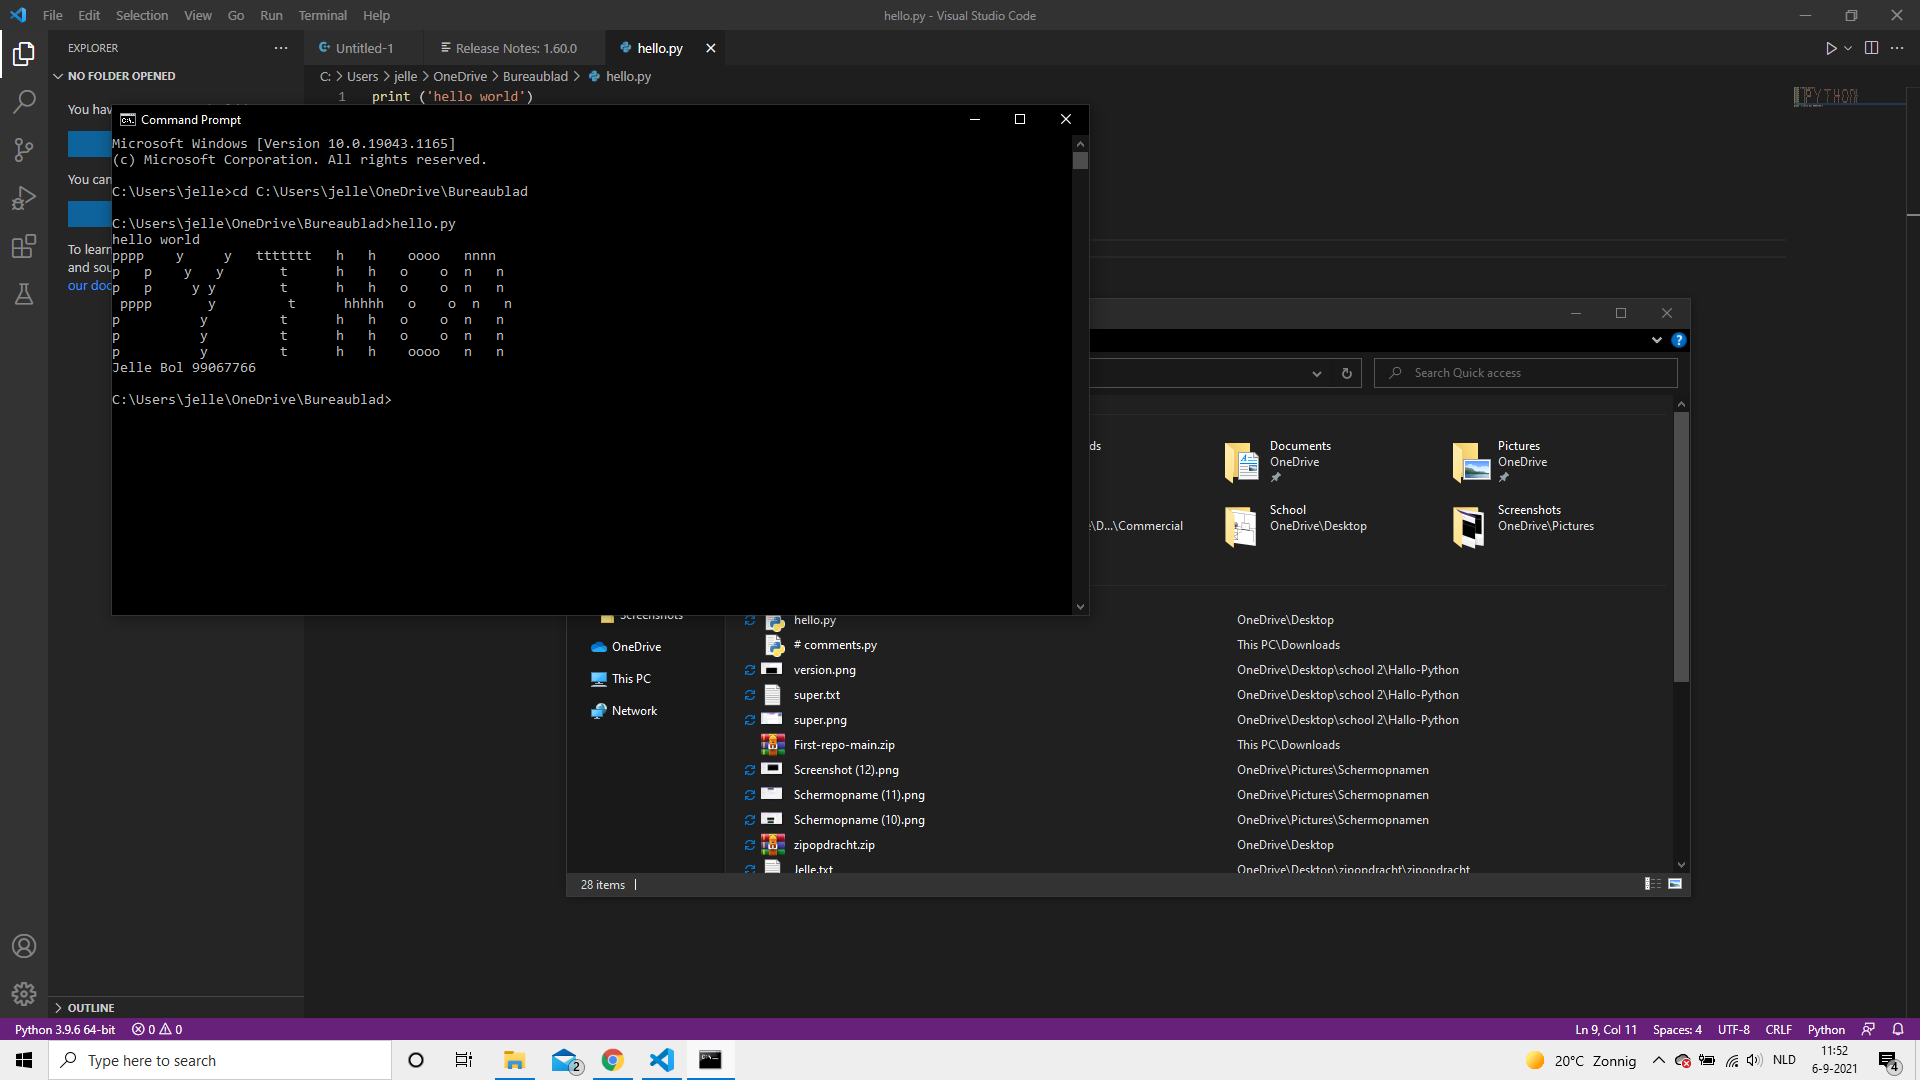 File Edit Selection View Go Run Terminal Help
hello.py - Visual Studio Code
EXPLORER
Untitled-1
Release Notes: 1.60.0
hello.py
NO FOLDER OPENED
C: > Users > jelle > OneDrive > Bureaublad > hello.py
1 print ('hello world')
You have
You can
To learn
and sou
our doc
Command Prompt
Microsoft Windows [Version 10.0.19043.1165]
(c) Microsoft Corporation. All rights reserved.
C:\Users\jelle>cd C:\Users\jelle\OneDrive\Bureaublad
C:\Users\jelle\OneDrive\Bureaublad>hello.py
hello world
pppp    y     y   ttttttt   h   h    oooo   nnnn
p   p    y   y       t      h   h   o    o  n   n
p   p     y y        t      h   h   o    o  n   n
 pppp       y         t      hhhhh   o    o  n   n
p          y         t      h   h   o    o  n   n
p          y         t      h   h   o    o  n   n
p          y         t      h   h    oooo   n   n
Jelle Bol 99067766
C:\Users\jelle\OneDrive\Bureaublad>
PYTHON
Search Quick access
ds
Documents
OneDrive
Pictures
OneDrive
\D...\Commercial
School
OneDrive\Desktop
Screenshots
OneDrive\Pictures
Screenshots
OneDrive
This PC
Network
hello.py OneDrive\Desktop
# comments.py This PC\Downloads
version.png OneDrive\Desktop\school 2\Hallo-Python
super.txt OneDrive\Desktop\school 2\Hallo-Python
super.png OneDrive\Desktop\school 2\Hallo-Python
First-repo-main.zip This PC\Downloads
Screenshot (12).png OneDrive\Pictures\Schermopnamen
Schermopname (11).png OneDrive\Pictures\Schermopnamen
Schermopname (10).png OneDrive\Pictures\Schermopnamen
zipopdracht.zip OneDrive\Desktop
Jelle.txt OneDrive\Desktop\zipopdracht\zipopdracht
28 items
OUTLINE
Python 3.9.6 64-bit 0 0
Ln 9, Col 11 Spaces: 4 UTF-8 CRLF Python
Type here to search
2
20°C Zonnig
NLD
11:52
6-9-2021
4